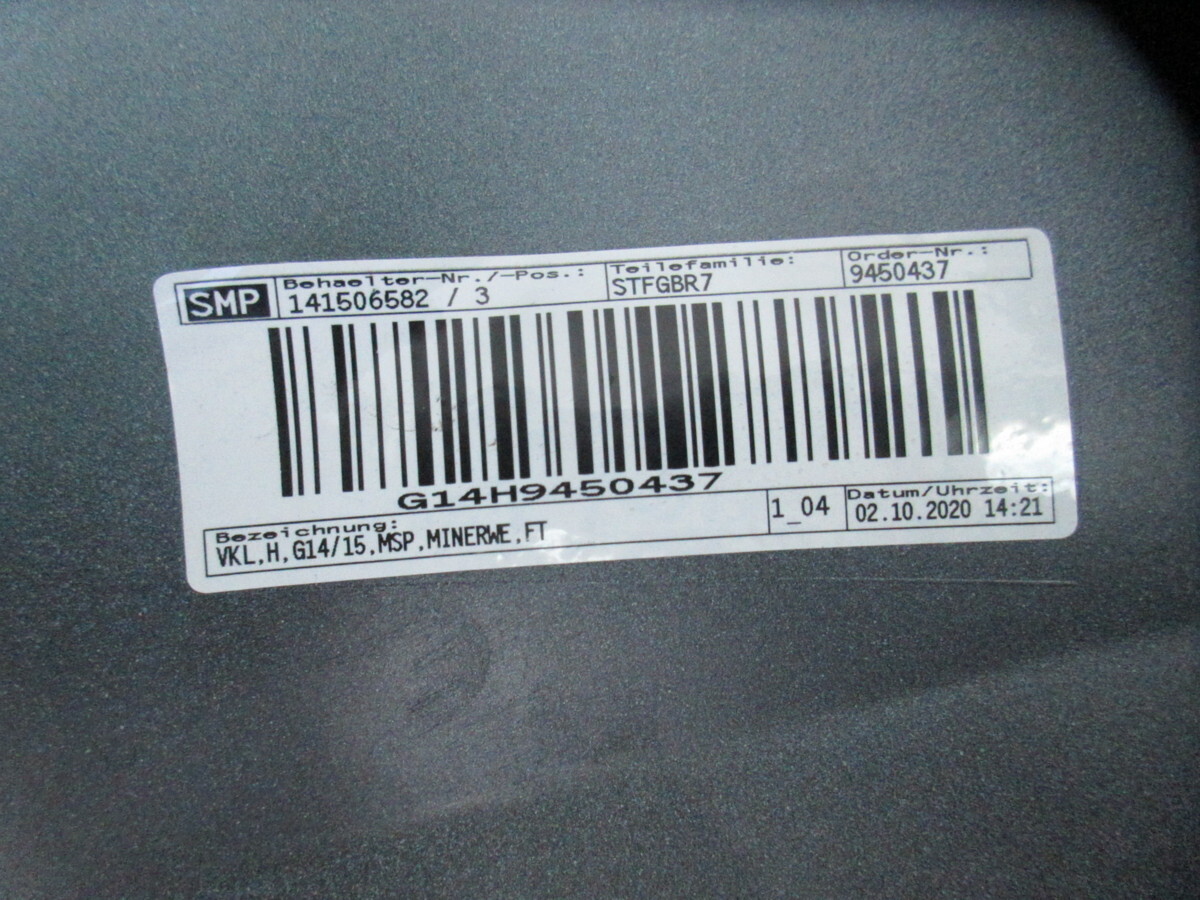 SMP
Behaelter-Nr./-Pos.:
141506582 / 3
Teilefamilie:
STFGBR7
Order-Nr.:
9450437
G14H9450437
Bezeichnung:
VKL,H,G14/15,MSP,MINERWE,FT
1_04
Datum/Uhrzeit:
02.10.2020 14:21